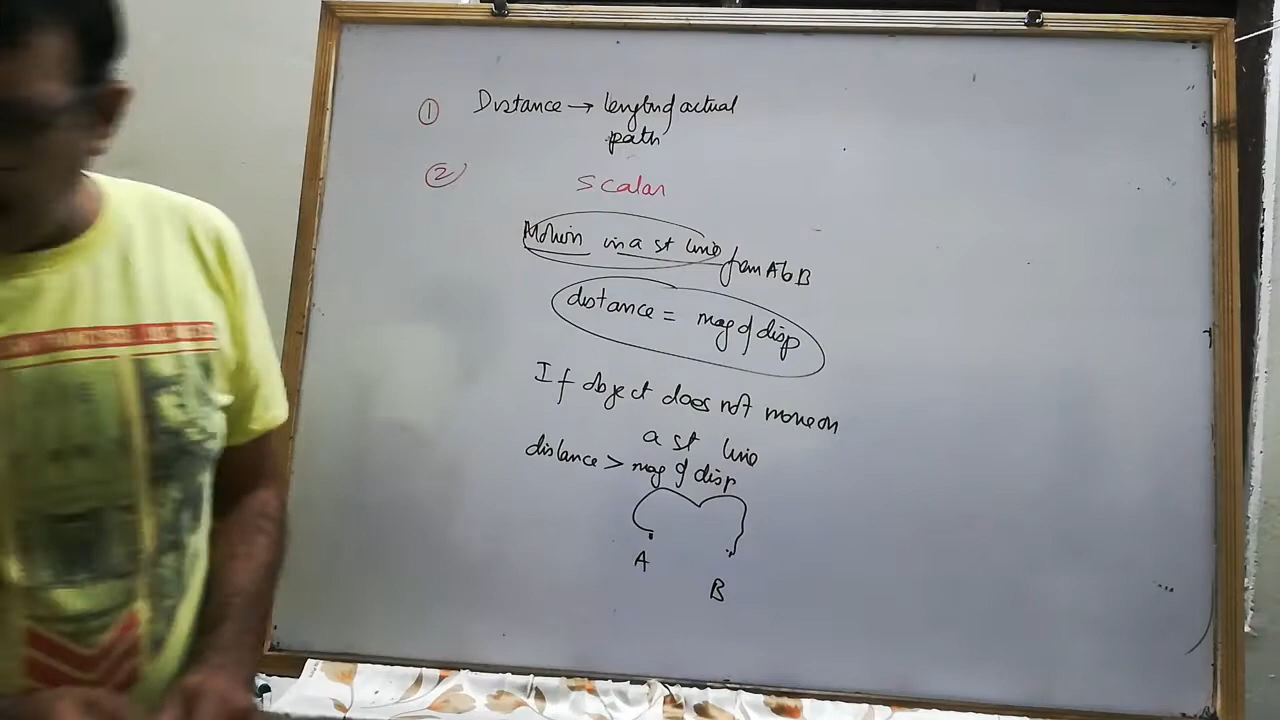 ① Distance → length of actual
path
② scalar
Motion in a st line from A to B
distance = mag of disp
If object does not move on
a st line
distance > mag of disp
A
B